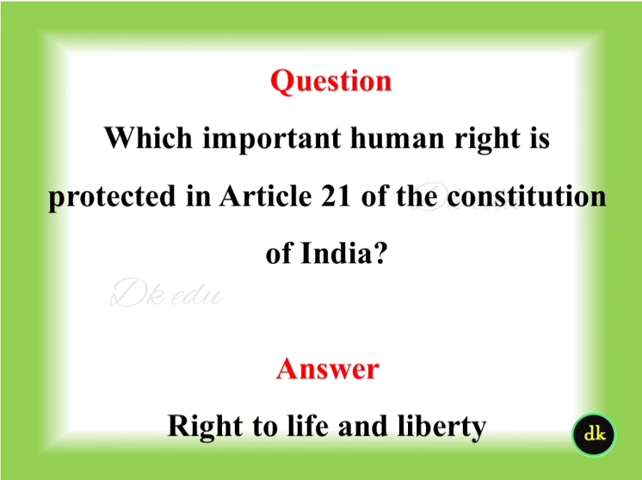 Question
Which important human right is
protected in Article 21 of the constitution
of India?
Dk edu
Answer
Right to life and liberty
dk